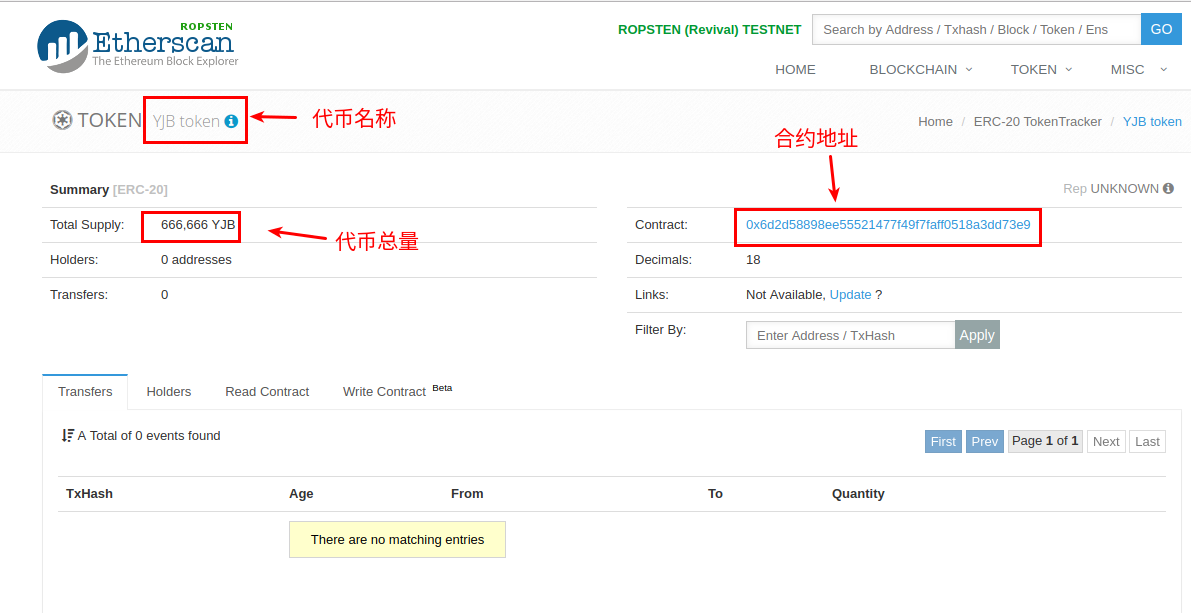 ROPSTEN
Etherscan
The Ethereum Block Explorer
ROPSTEN (Revival) TESTNET
Search by Address / Txhash / Block / Token / Ens
GO
HOME BLOCKCHAIN TOKEN MISC
TOKEN YJB token
代币名称
Home / ERC-20 TokenTracker / YJB token
合约地址
Summary [ERC-20]
Rep UNKNOWN
Total Supply: 666,666 YJB
代币总量
Holders: 0 addresses
Transfers: 0
Contract: 0x6d2d58898ee55521477f49f7faff0518a3dd73e9
Decimals: 18
Links: Not Available, Update ?
Filter By: Enter Address / TxHash Apply
Transfers Holders Read Contract Write Contract Beta
A Total of 0 events found
First Prev Page 1 of 1 Next Last
TxHash Age From To Quantity
There are no matching entries